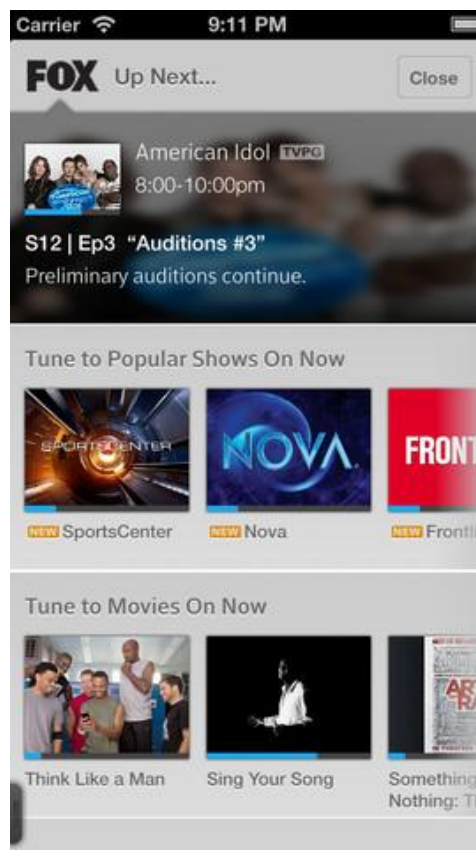 Carrier 9:11 PM
FOX Up Next... Close
American Idol TVPG
8:00-10:00pm
S12 | Ep3 “Auditions #3”
Preliminary auditions continue.
Tune to Popular Shows On Now
SPORTSCENTER NOVA FRONT
NEW SportsCenter NEW Nova NEW Frontl
Tune to Movies On Now
Think Like a Man Sing Your Song Something
Nothing: T